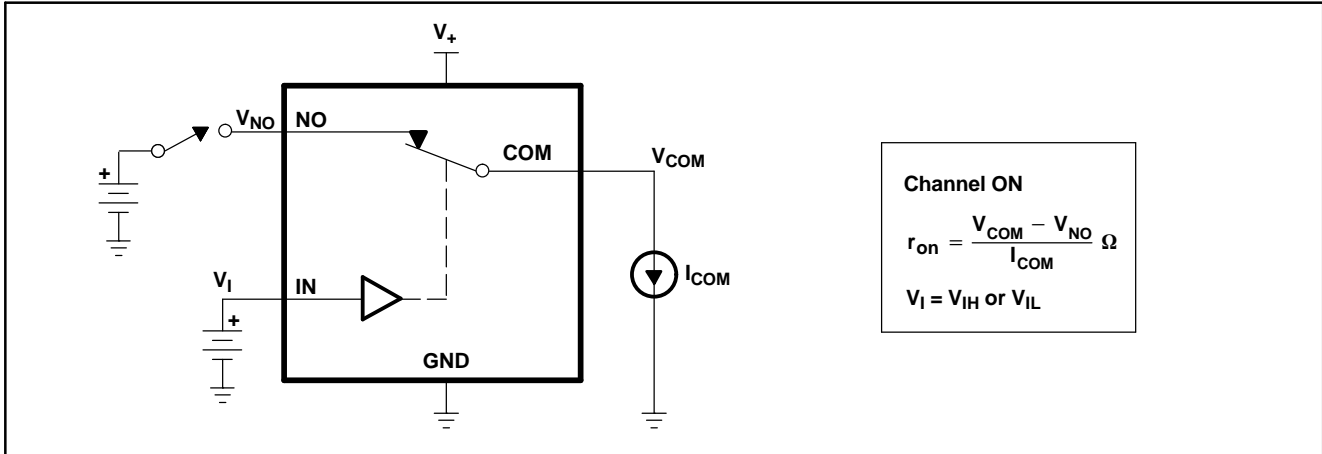 V+
VNO NO
COM
VCOM
+
Channel ON
ron = VCOM – VNO / ICOM Ω
VI = VIH or VIL
VI IN
+
ICOM
GND